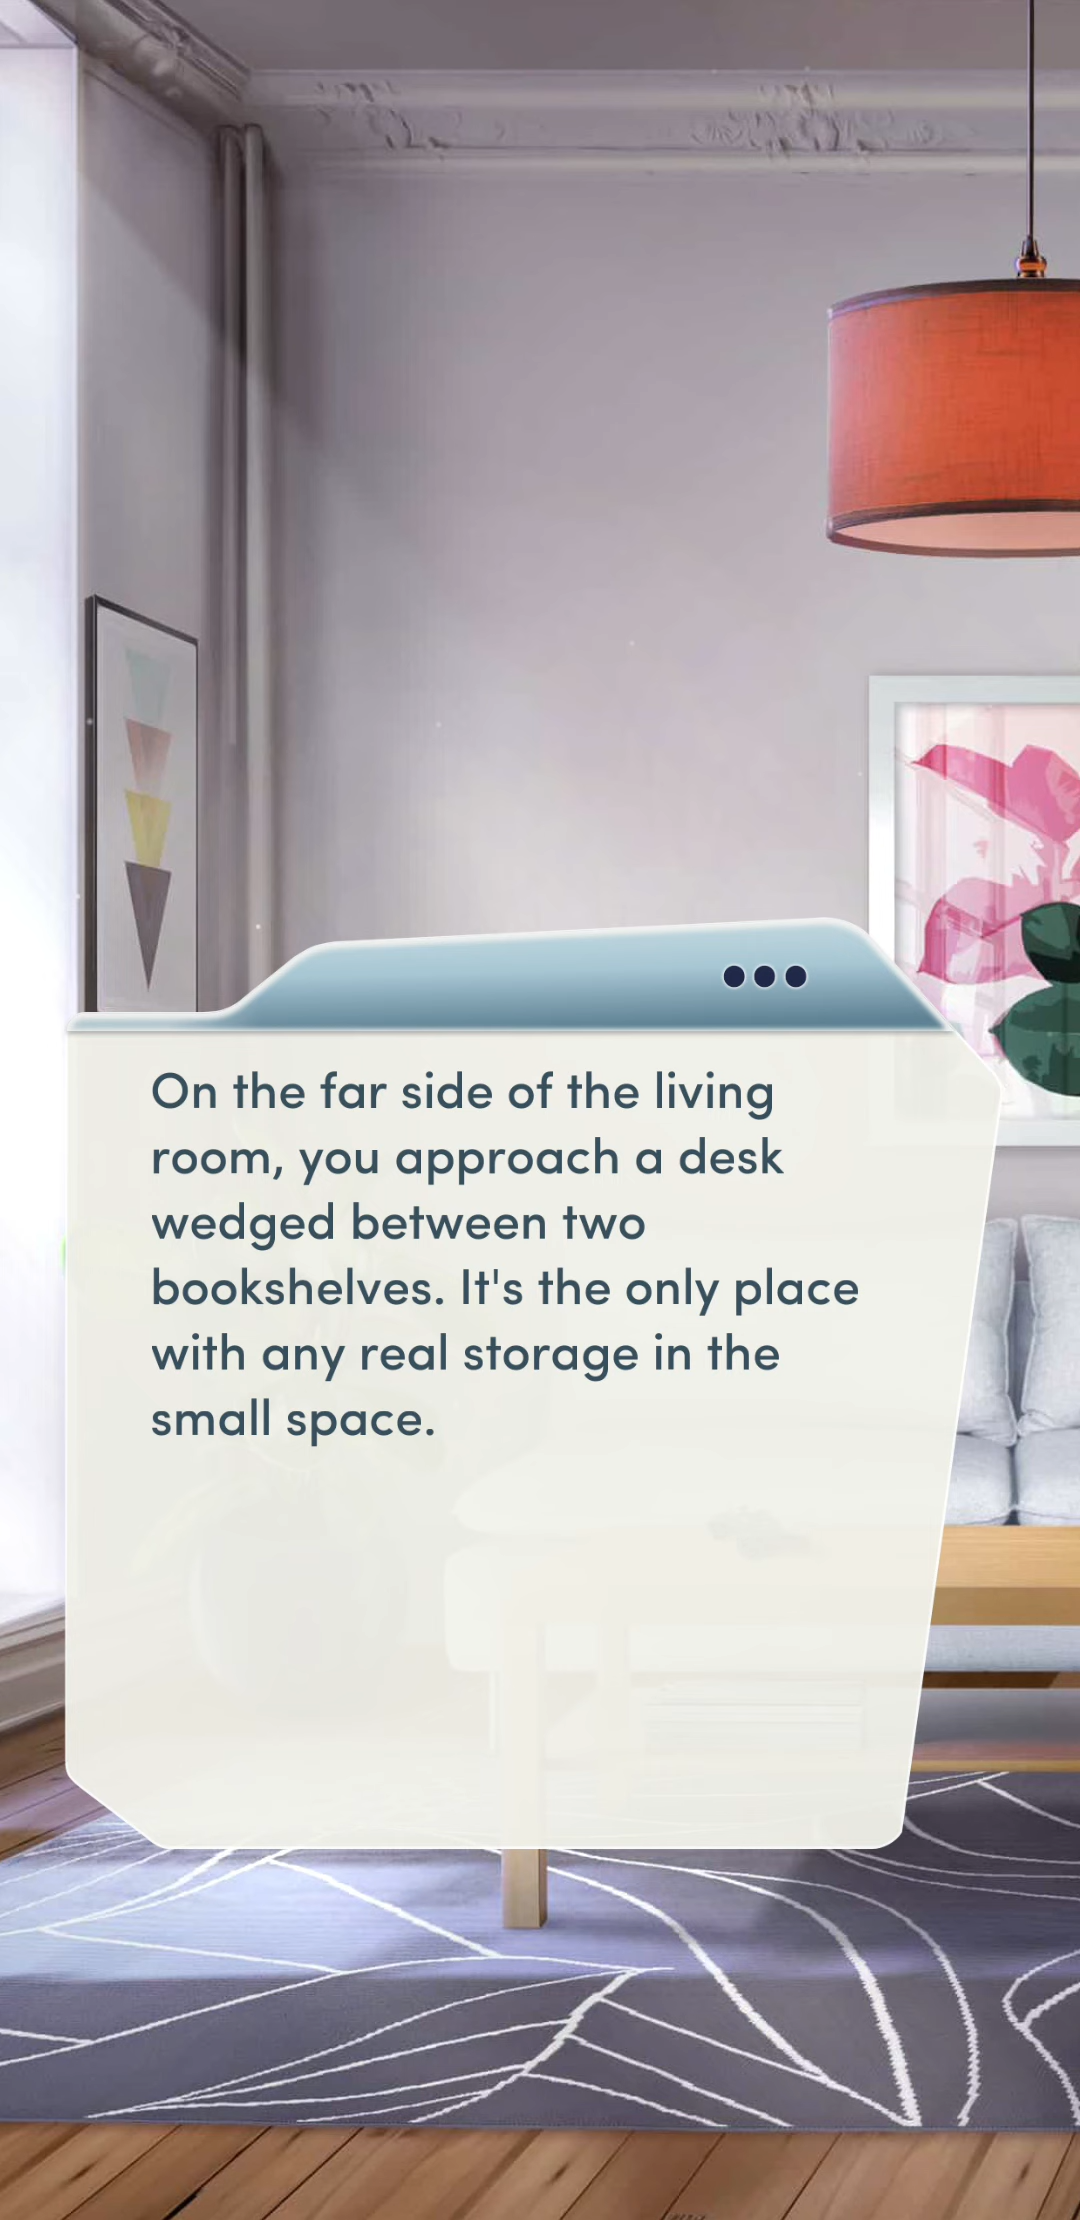 On the far side of the living
room, you approach a desk
wedged between two
bookshelves. It's the only place
with any real storage in the
small space.